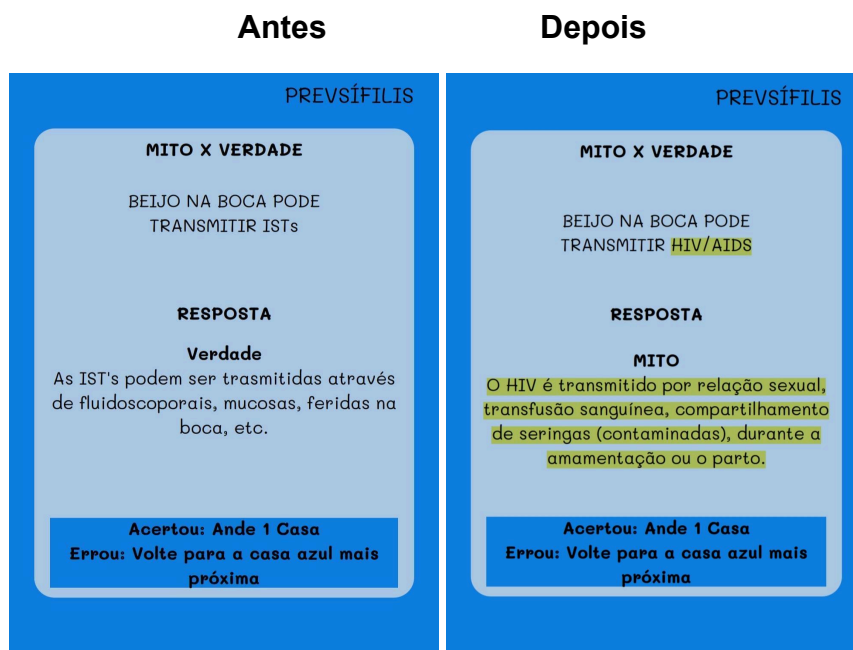 Antes
Depois
PREVSÍFILIS
MITO X VERDADE
BEIJO NA BOCA PODE
TRANSMITIR ISTs
RESPOSTA
Verdade
As IST's podem ser trasmitidas através
de fluidoscoporais, mucosas, feridas na
boca, etc.
Acertou: Ande 1 Casa
Errou: Volte para a casa azul mais
próxima
PREVSÍFILIS
MITO X VERDADE
BEIJO NA BOCA PODE
TRANSMITIR HIV/AIDS
RESPOSTA
MITO
O HIV é transmitido por relação sexual,
transfusão sanguínea, compartilhamento
de seringas (contaminadas), durante a
amamentação ou o parto.
Acertou: Ande 1 Casa
Errou: Volte para a casa azul mais
próxima